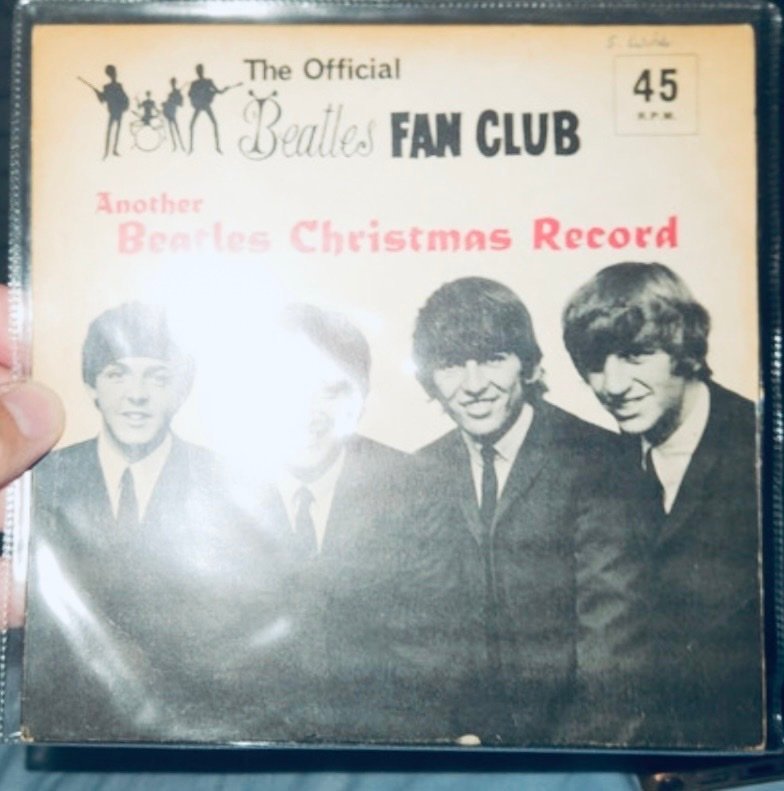 The Official
45
Beatles FAN CLUB
R.P.M.
Another
Beatles Christmas Record